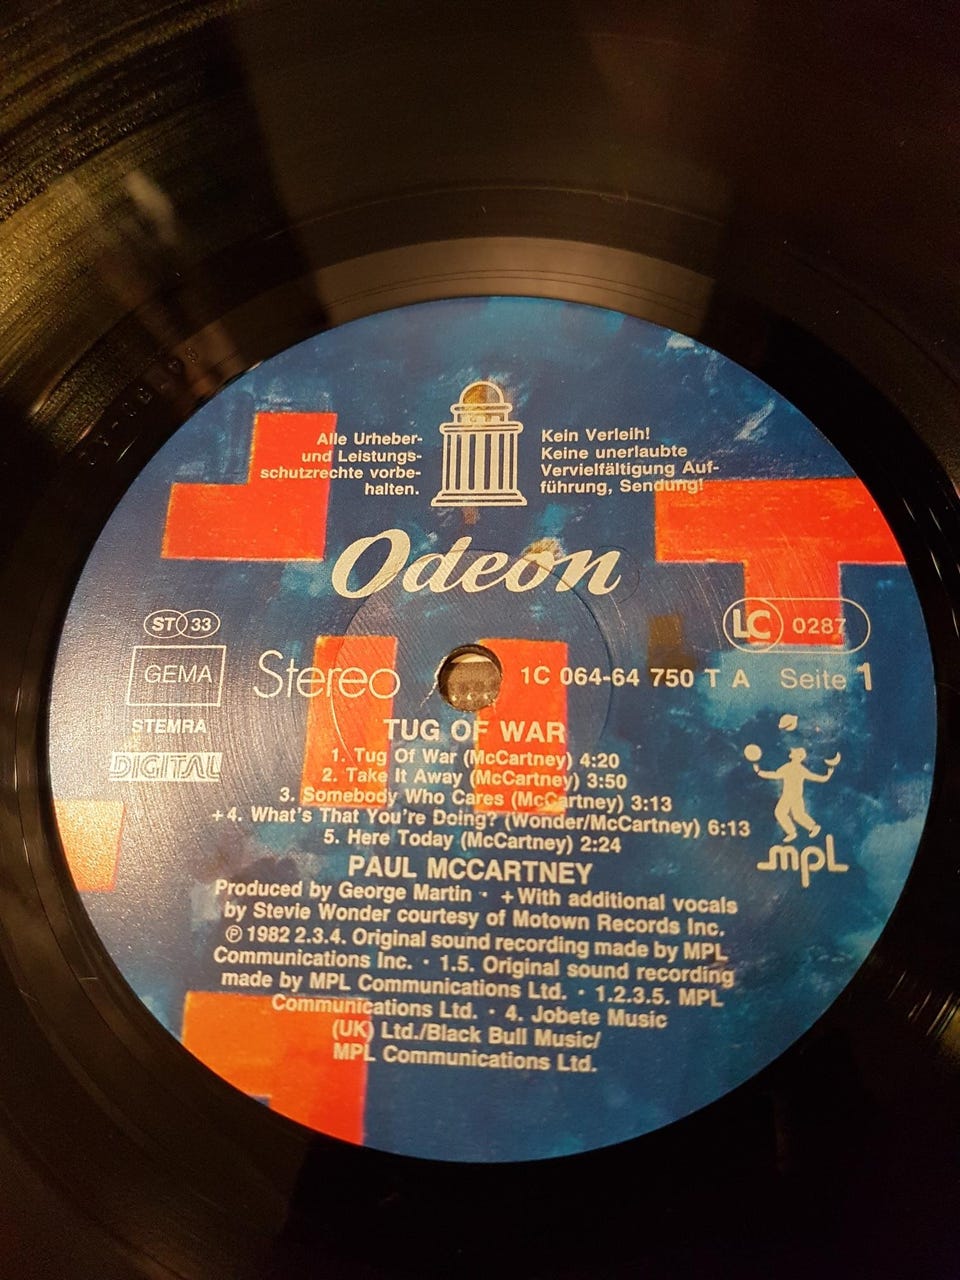 Alle Urheber-
und Leistungs-
schutzrechte vorbe-
halten.
Kein Verleih!
Keine unerlaubte
Vervielfältigung Auf-
führung, Sendung!
Odeon
ST 33
GEMA
STEMRA
DIGITAL
Stereo
LC 0287
1C 064-64 750 T A Seite 1
TUG OF WAR
1. Tug Of War (McCartney) 4:20
2. Take It Away (McCartney) 3:50
3. Somebody Who Cares (McCartney) 3:13
+4. What's That You're Doing? (Wonder/McCartney) 6:13
5. Here Today (McCartney) 2:24
mpL
PAUL MCCARTNEY
Produced by George Martin · +With additional vocals
by Stevie Wonder courtesy of Motown Records Inc.
℗ 1982 2.3.4. Original sound recording made by MPL
Communications Inc. · 1.5. Original sound recording
made by MPL Communications Ltd. · 1.2.3.5. MPL
Communications Ltd. · 4. Jobete Music
(UK) Ltd./Black Bull Music/
MPL Communications Ltd.